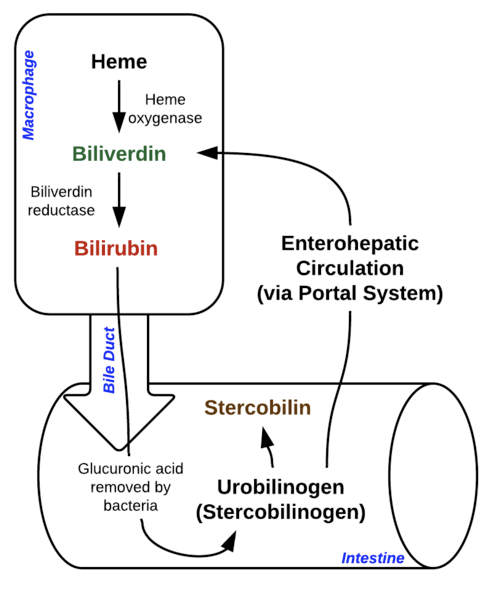 Macrophage
Heme
Heme
oxygenase
Biliverdin
Biliverdin
reductase
Bilirubin
Enterohepatic
Circulation
(via Portal System)
Bile Duct
Stercobilin
Glucuronic acid
removed by
bacteria
Urobilinogen
(Stercobilinogen)
Intestine